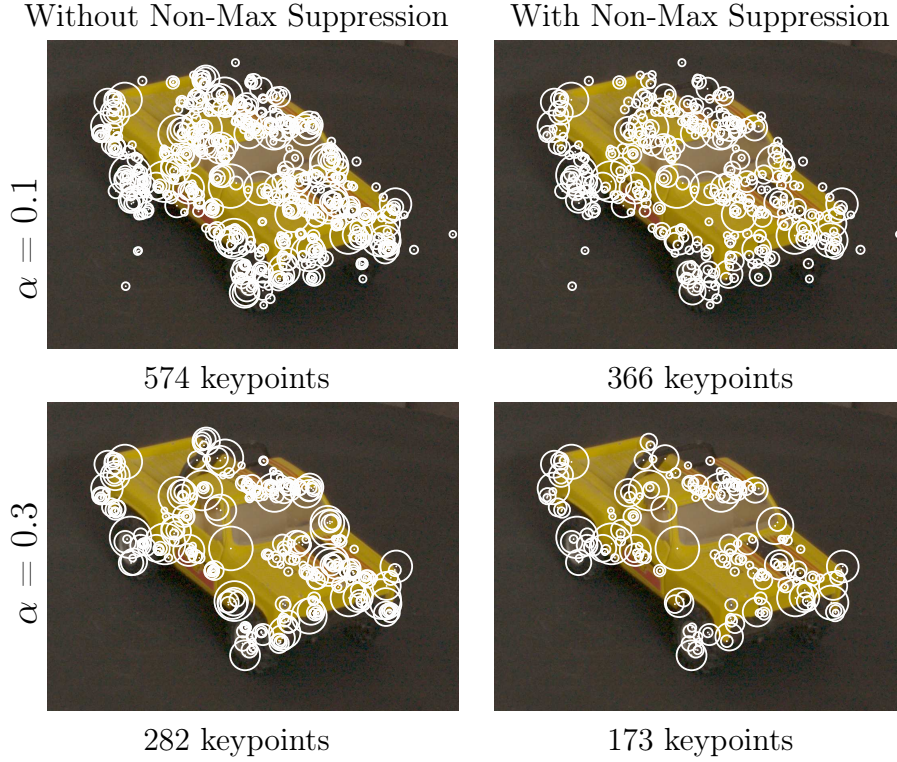 Without Non-Max Suppression
With Non-Max Suppression
α = 0.1
574 keypoints
366 keypoints
α = 0.3
282 keypoints
173 keypoints